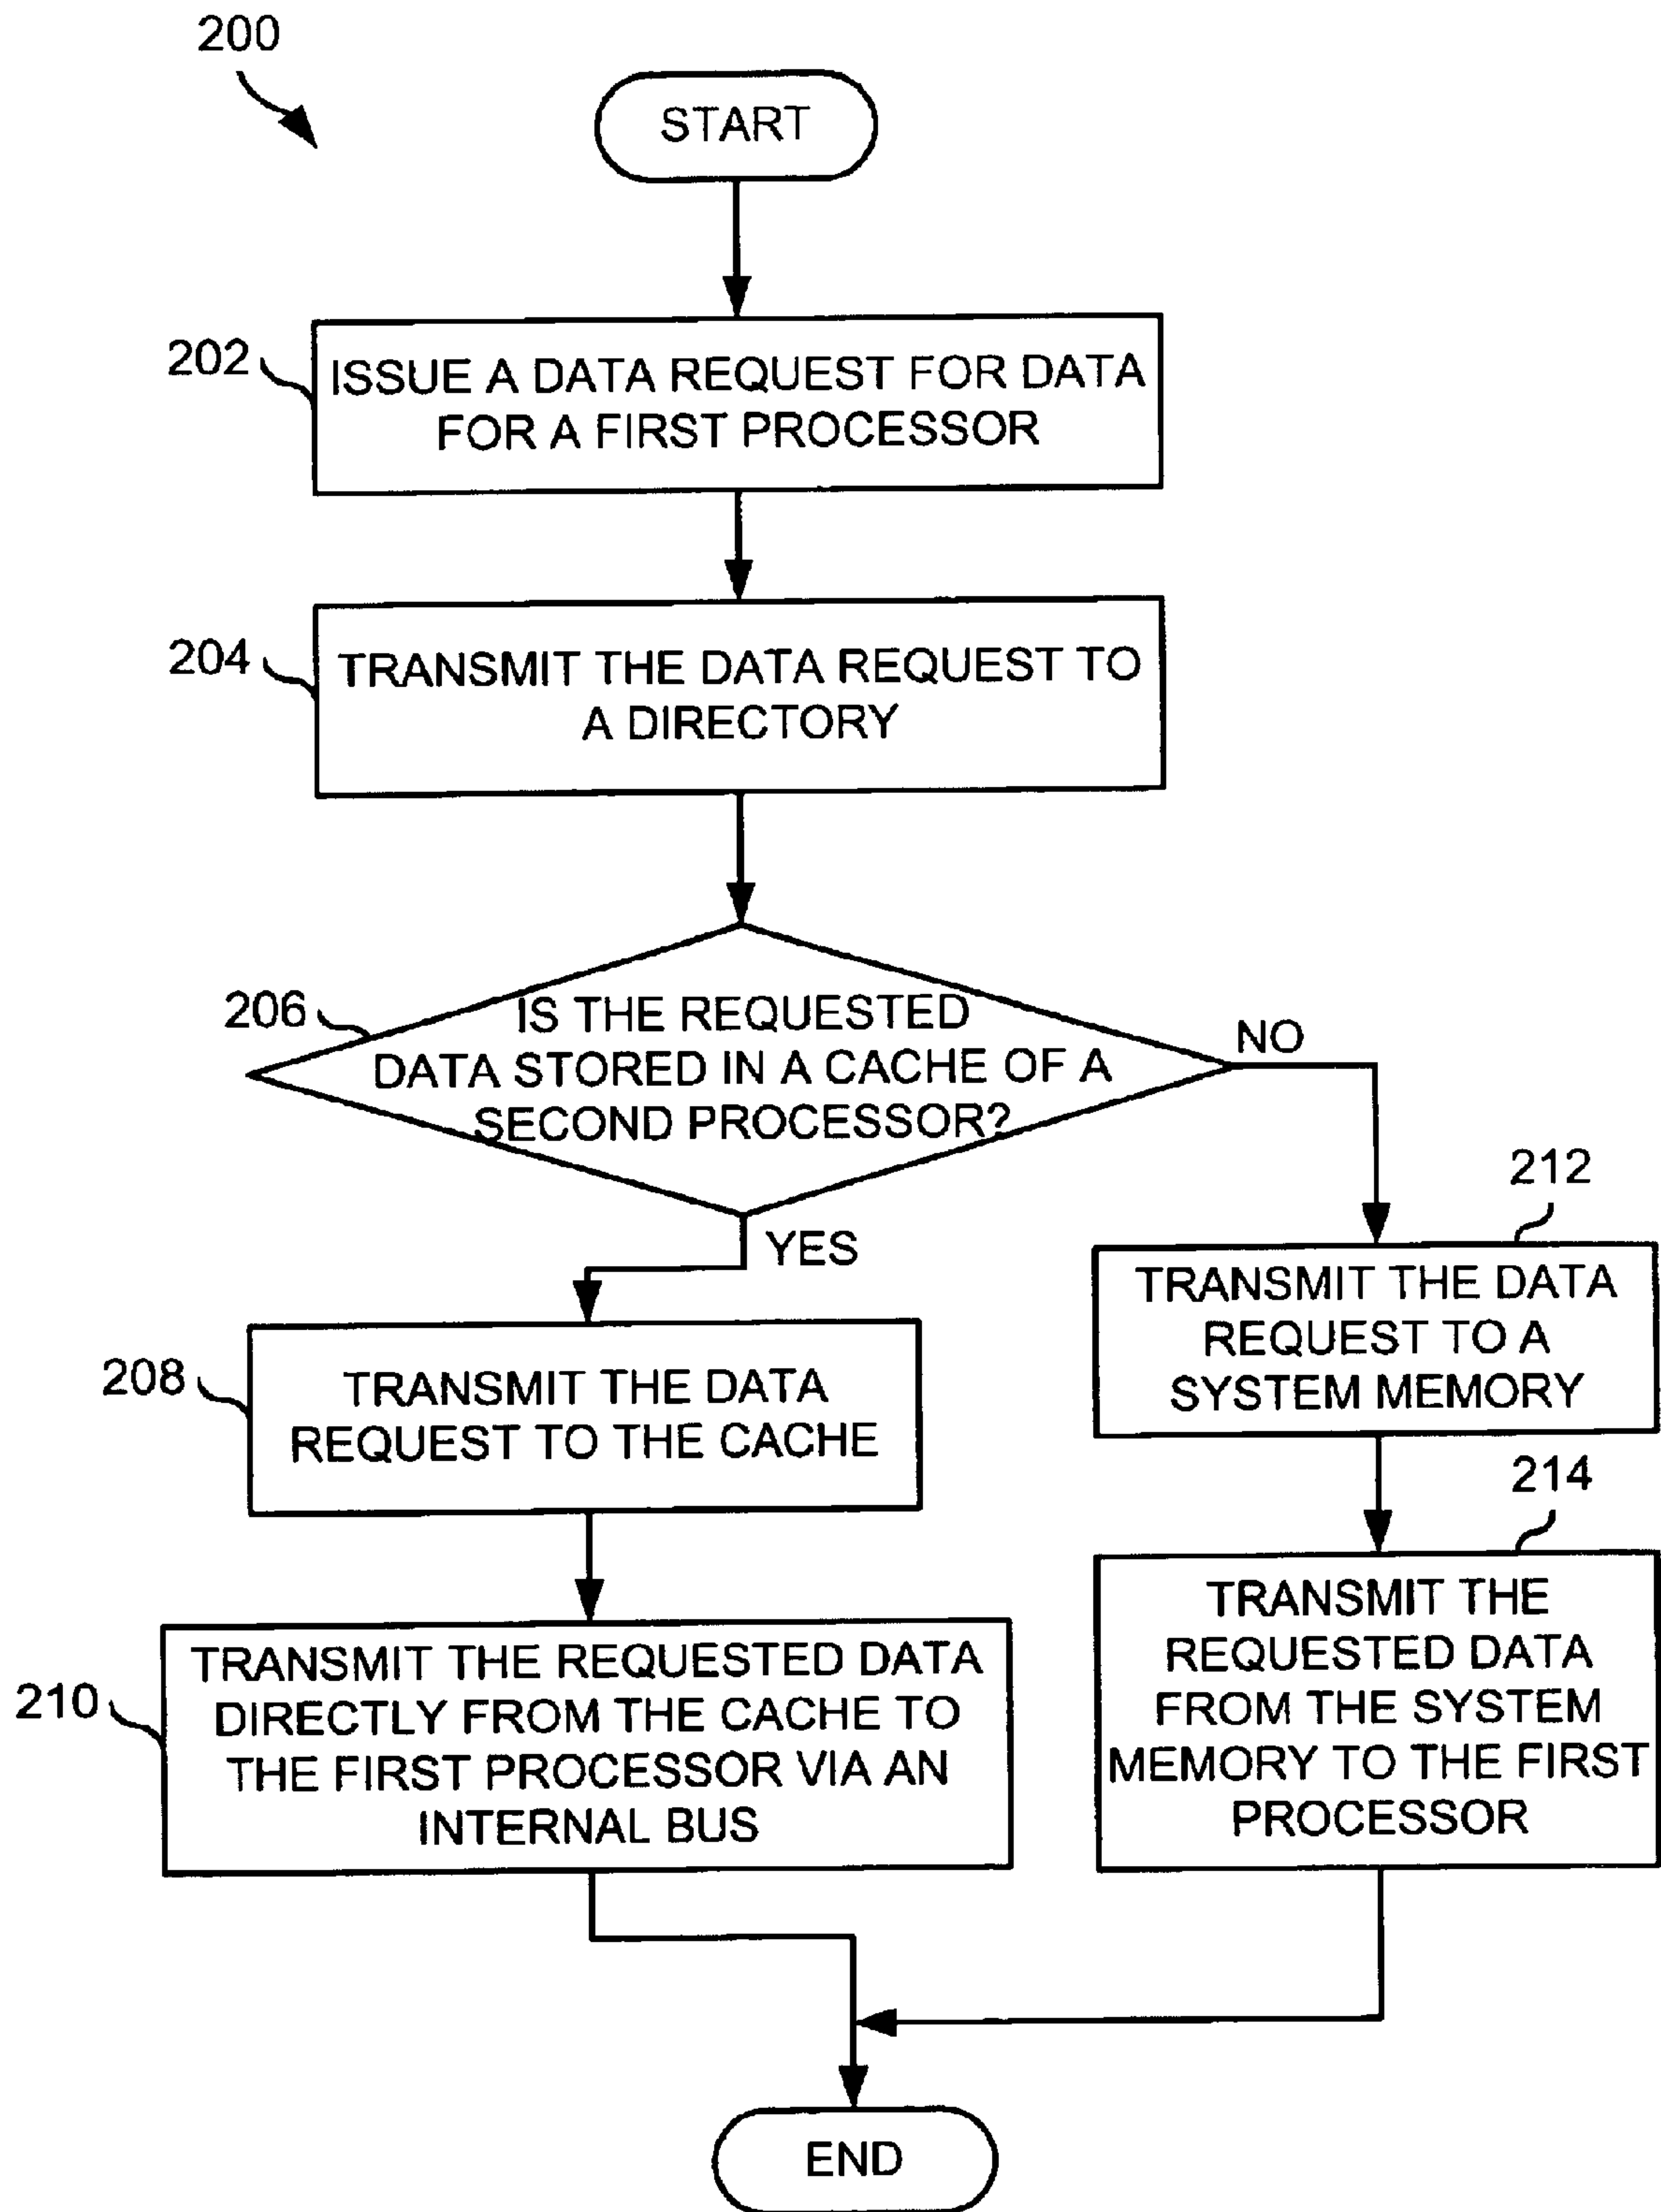 200
START
202
ISSUE A DATA REQUEST FOR DATA
FOR A FIRST PROCESSOR
204
TRANSMIT THE DATA REQUEST TO
A DIRECTORY
206
IS THE REQUESTED
DATA STORED IN A CACHE OF A
SECOND PROCESSOR?
NO
YES
208
TRANSMIT THE DATA
REQUEST TO THE CACHE
210
TRANSMIT THE REQUESTED DATA
DIRECTLY FROM THE CACHE TO
THE FIRST PROCESSOR VIA AN
INTERNAL BUS
212
TRANSMIT THE DATA
REQUEST TO A
SYSTEM MEMORY
214
TRANSMIT THE
REQUESTED DATA
FROM THE SYSTEM
MEMORY TO THE FIRST
PROCESSOR
END